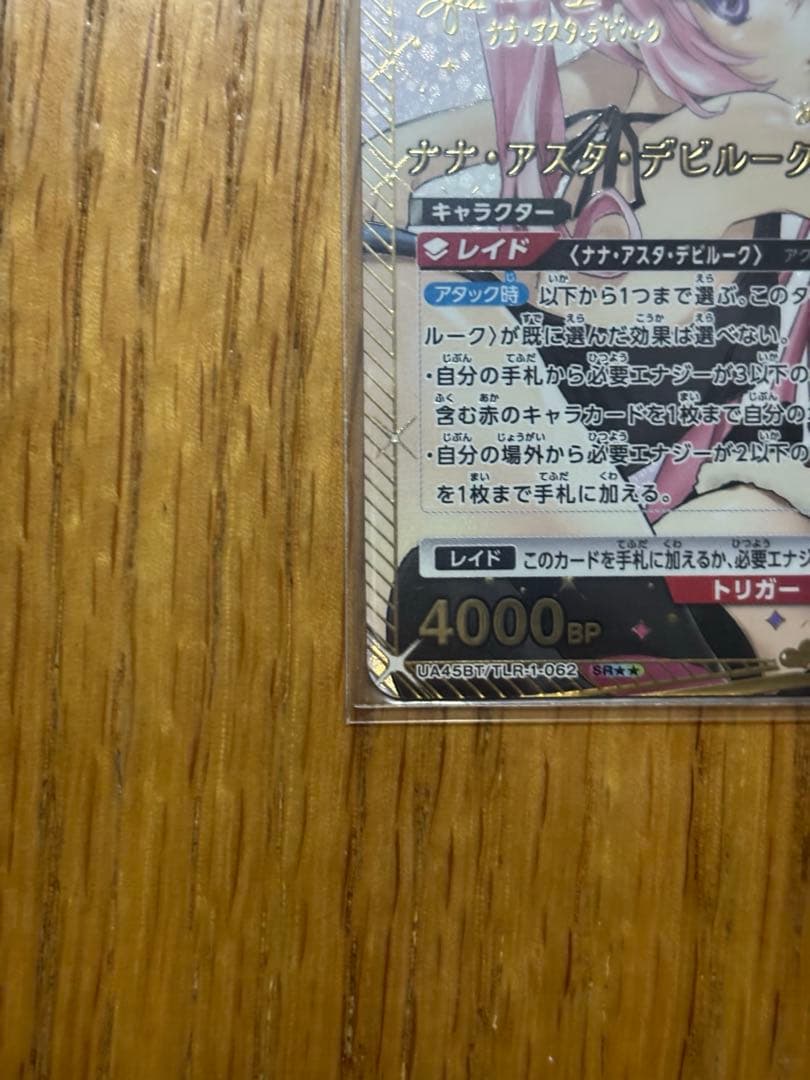 ナナ・アスタ・デビルーク
ナナ・アスタ・デビルーク
キャラクター
レイド 〈ナナ・アスタ・デビルーク〉 アク
アタック時 以下から1つまで選ぶ。このタ
ルーク〉が既に選んだ効果は選べない。
・自分の手札から必要エナジーが3以下の
含む赤のキャラカードを1枚まで自分の
・自分の場外から必要エナジーが2以下の
を1枚まで手札に加える。
レイド このカードを手札に加えるか、必要エナジ
トリガー
4000BP
UA45BT/TLR-1-062 SR★★